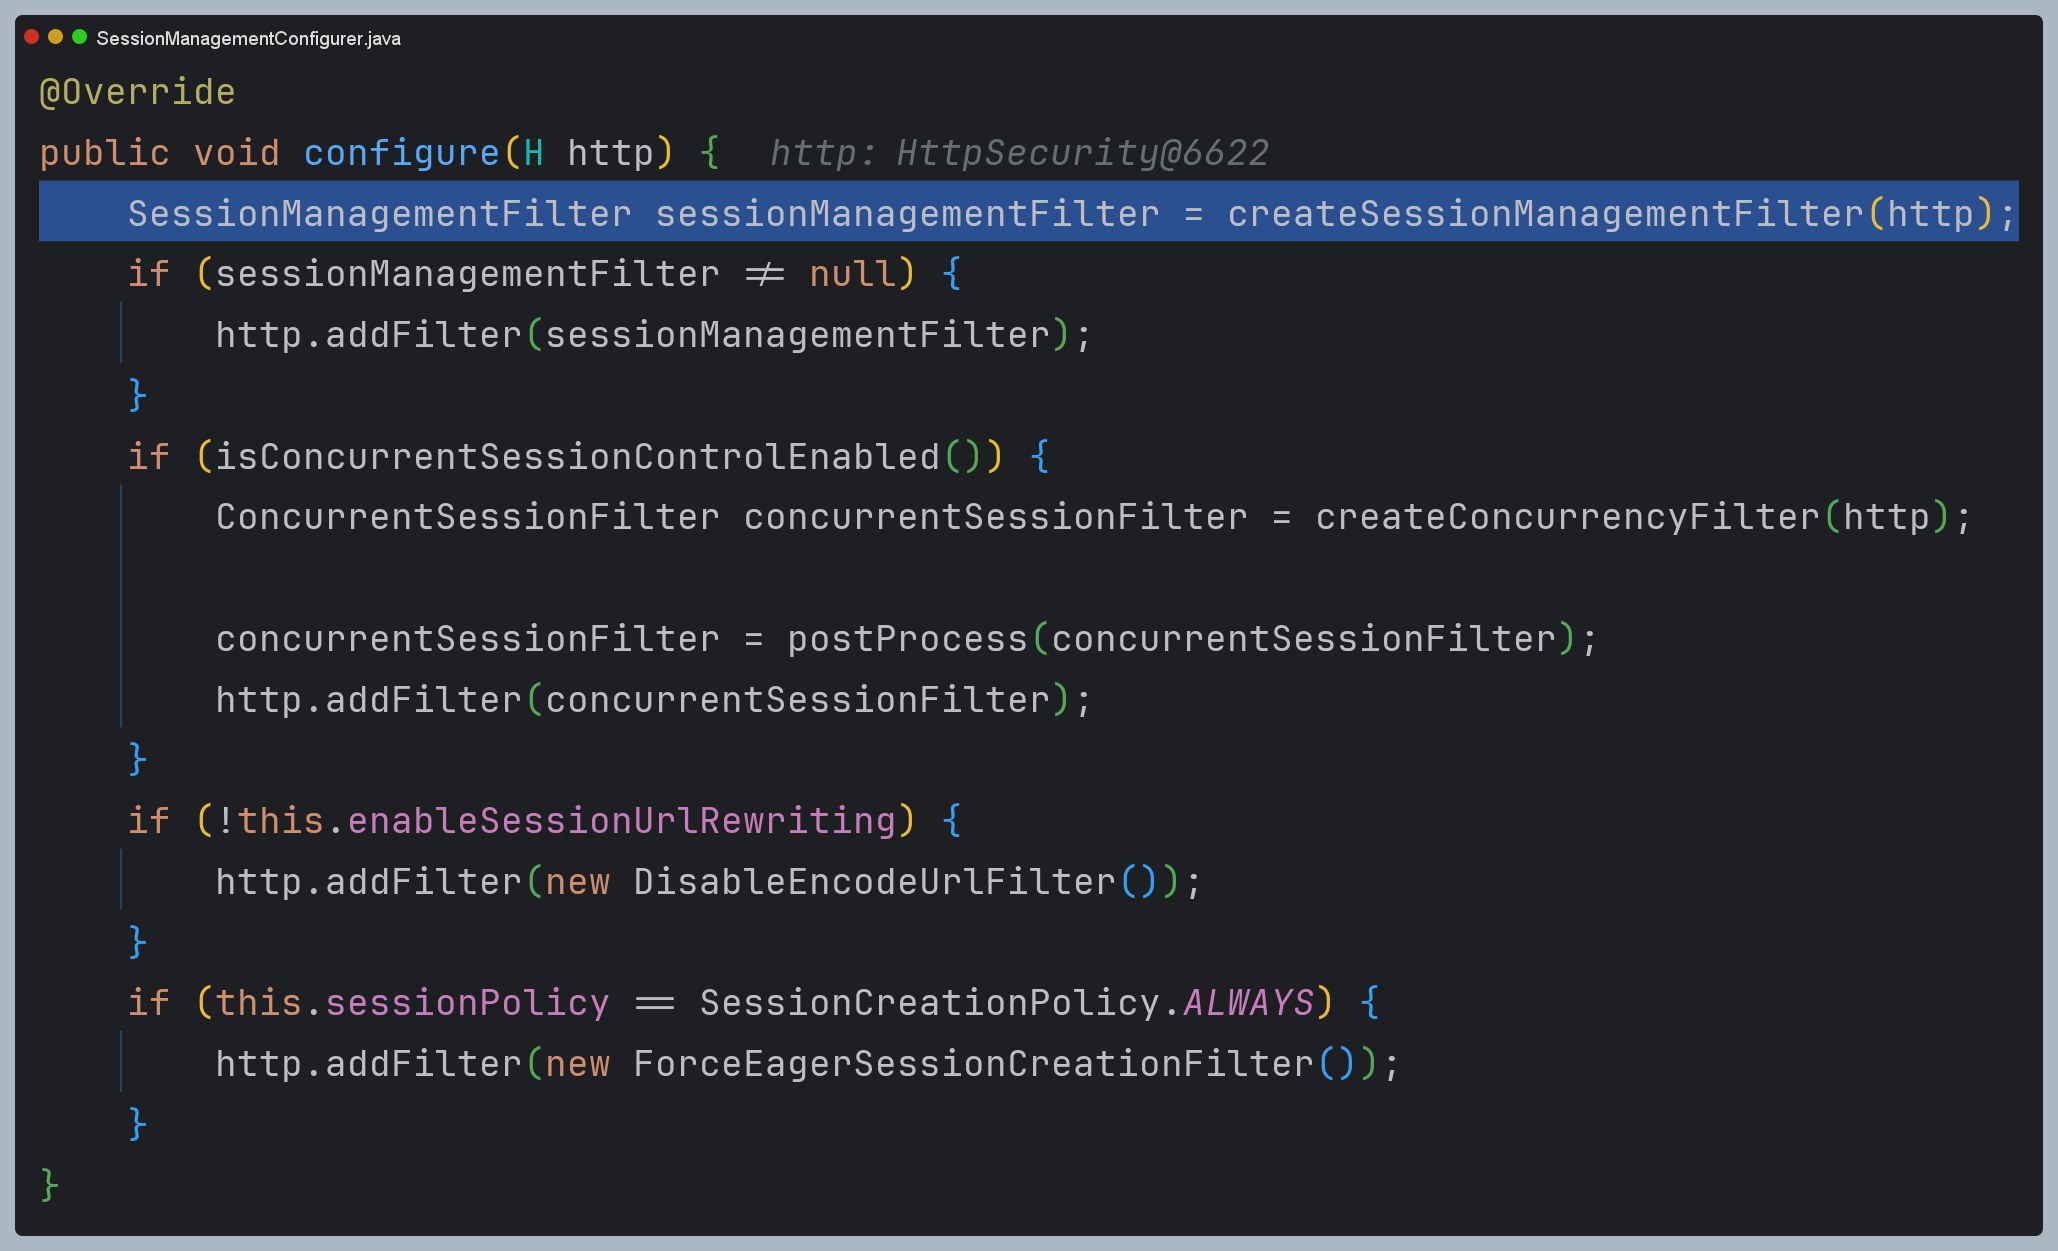 SessionManagementConfigurer.java
@Override
public void configure(H http) {  http: HttpSecurity@6622
    SessionManagementFilter sessionManagementFilter = createSessionManagementFilter(http);
    if (sessionManagementFilter != null) {
        http.addFilter(sessionManagementFilter);
    }
    if (isConcurrentSessionControlEnabled()) {
        ConcurrentSessionFilter concurrentSessionFilter = createConcurrencyFilter(http);

        concurrentSessionFilter = postProcess(concurrentSessionFilter);
        http.addFilter(concurrentSessionFilter);
    }
    if (!this.enableSessionUrlRewriting) {
        http.addFilter(new DisableEncodeUrlFilter());
    }
    if (this.sessionPolicy == SessionCreationPolicy.ALWAYS) {
        http.addFilter(new ForceEagerSessionCreationFilter());
    }
}